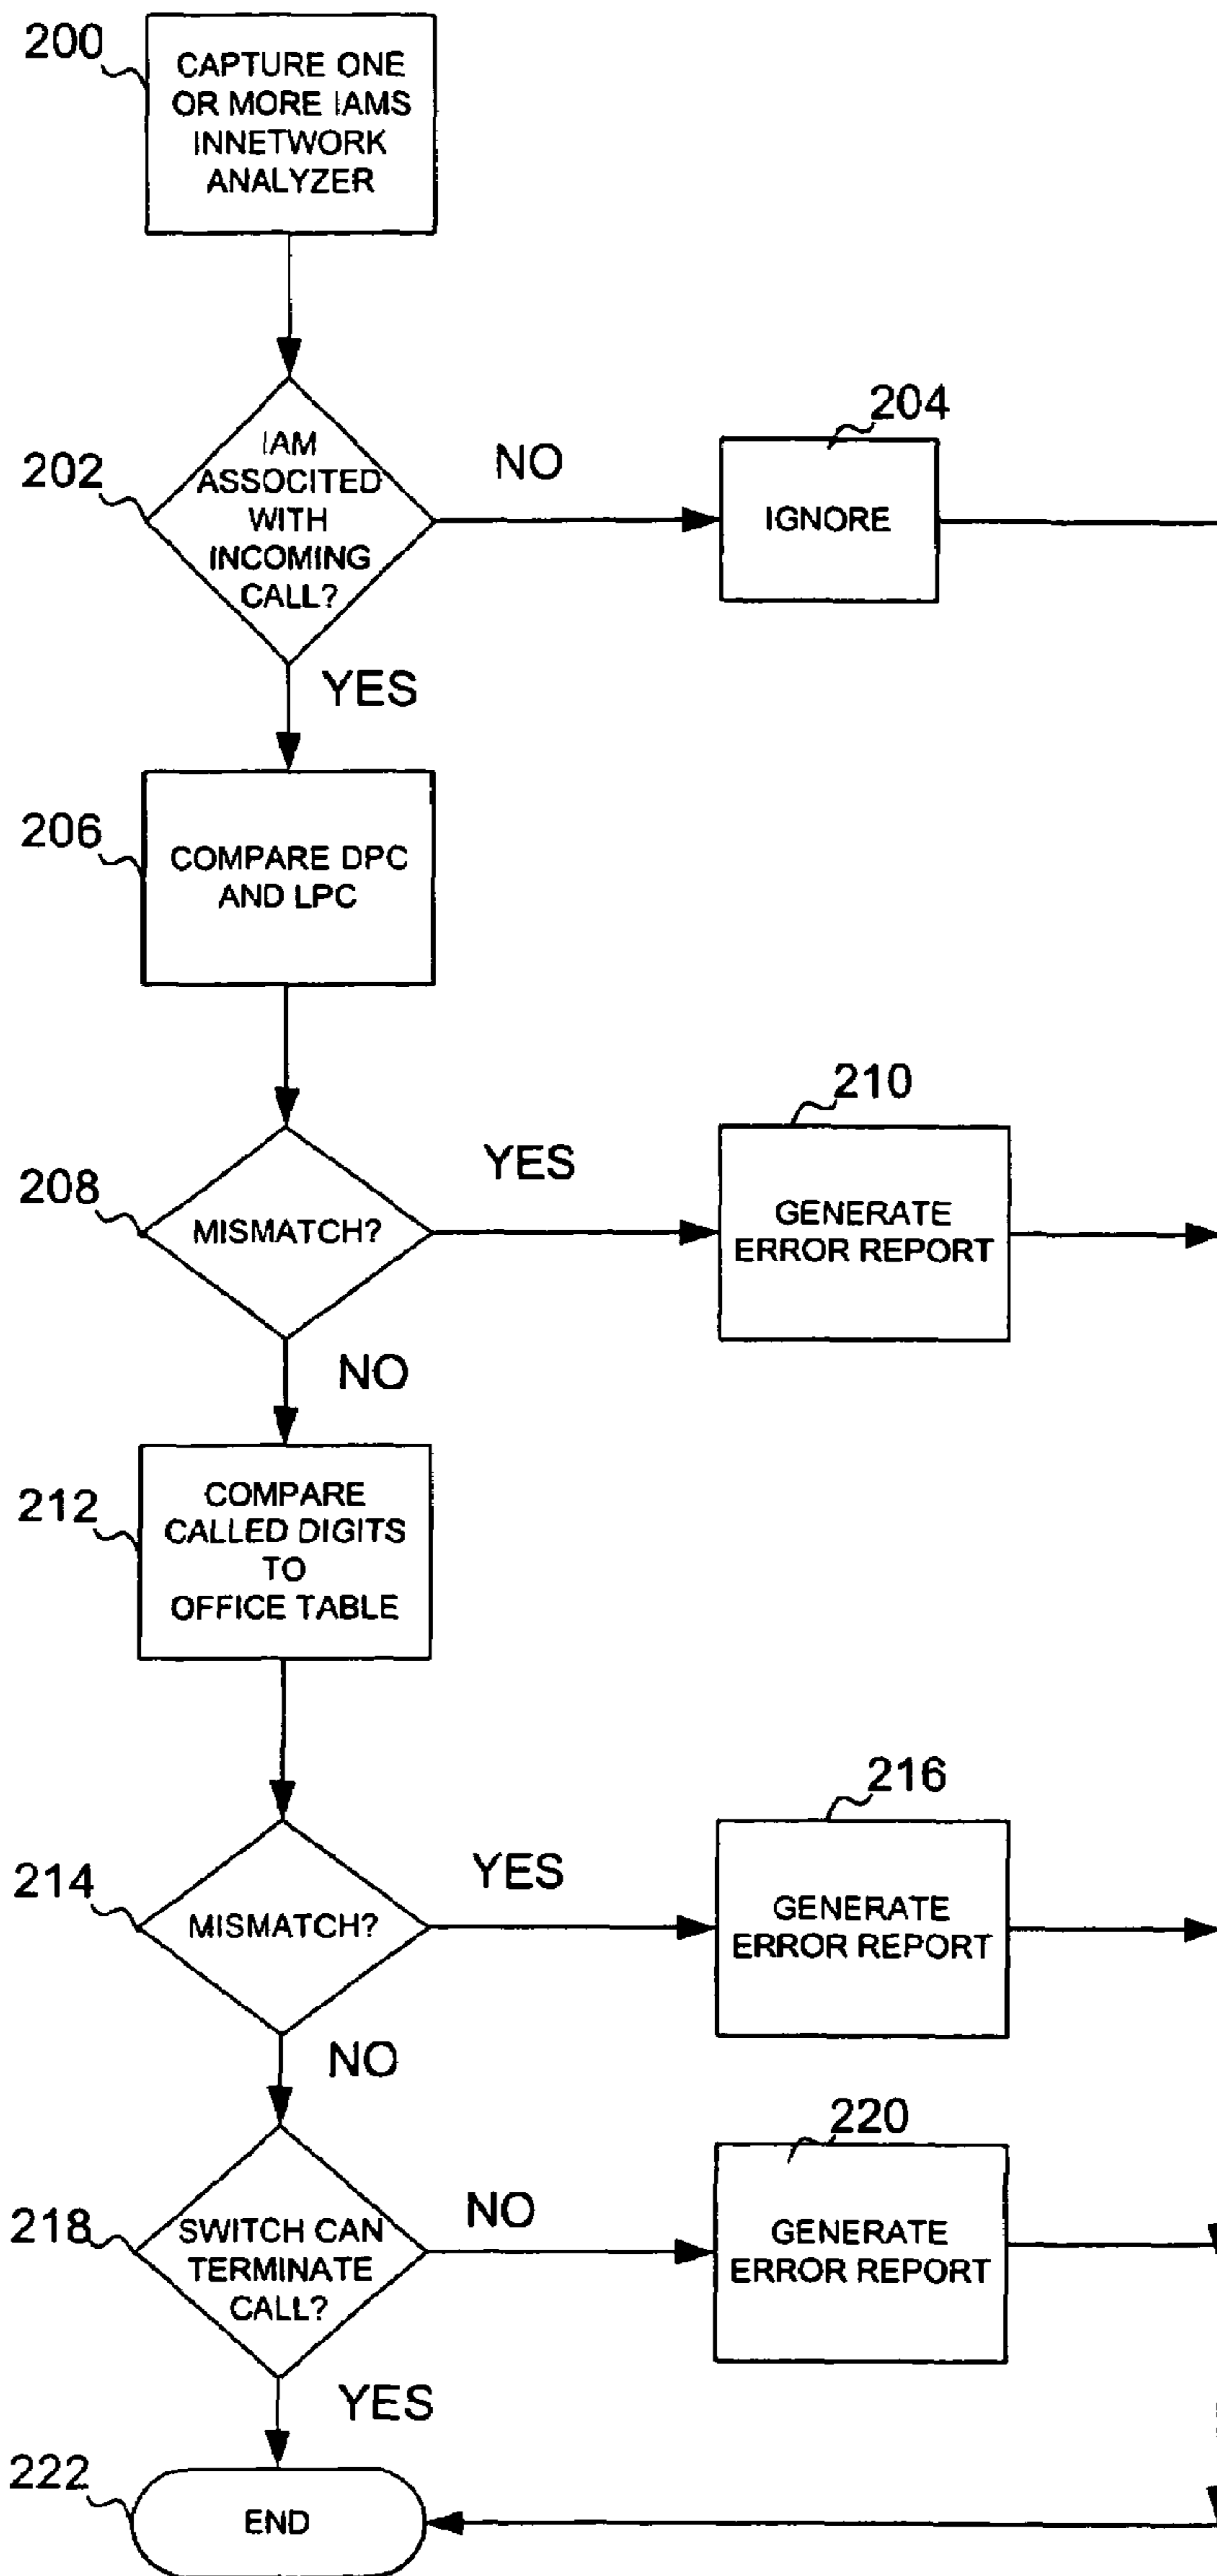 200
CAPTURE ONE
OR MORE IAMS
INNETWORK
ANALYZER
202
IAM
ASSOCITED
WITH
INCOMING
CALL?
NO
204
IGNORE
YES
206
COMPARE DPC
AND LPC
208
MISMATCH?
YES
210
GENERATE
ERROR REPORT
NO
212
COMPARE
CALLED DIGITS
TO
OFFICE TABLE
214
MISMATCH?
YES
216
GENERATE
ERROR REPORT
NO
218
SWITCH CAN
TERMINATE
CALL?
NO
220
GENERATE
ERROR REPORT
YES
222
END